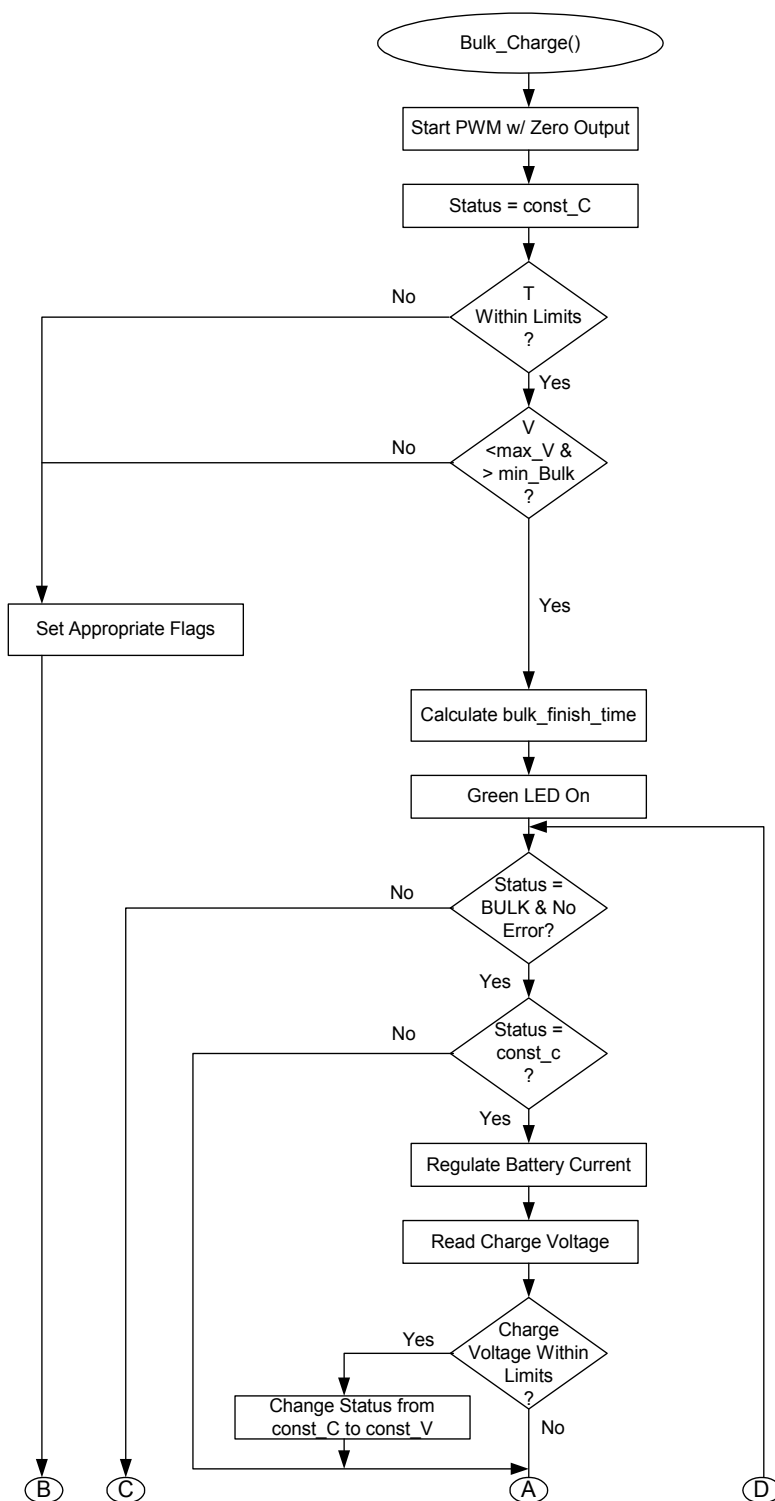 Bulk_Charge()
Start PWM w/ Zero Output
Status = const_C
No
T
Within Limits
?
Yes
No
V
<max_V &
> min_Bulk
?
Yes
Set Appropriate Flags
Calculate bulk_finish_time
Green LED On
No
Status =
BULK & No
Error?
Yes
No
Status =
const_c
?
Yes
Regulate Battery Current
Read Charge Voltage
Yes
Charge
Voltage Within
Limits
?
Change Status from
const_C to const_V
No
B
C
A
D